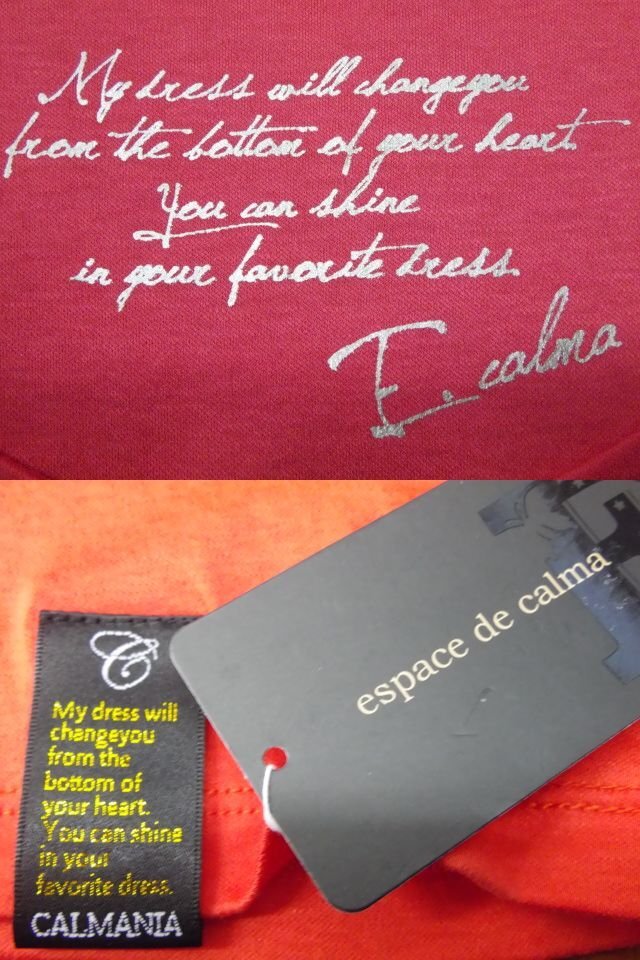 My dress will changeyou
from the bottom of your heart.
You can shine
in your favorite dress.
E. calma
espace de calma
C
My dress will
changeyou
from the
bottom of
your heart.
You can shine
in your
favorite dress.
CALMANIA